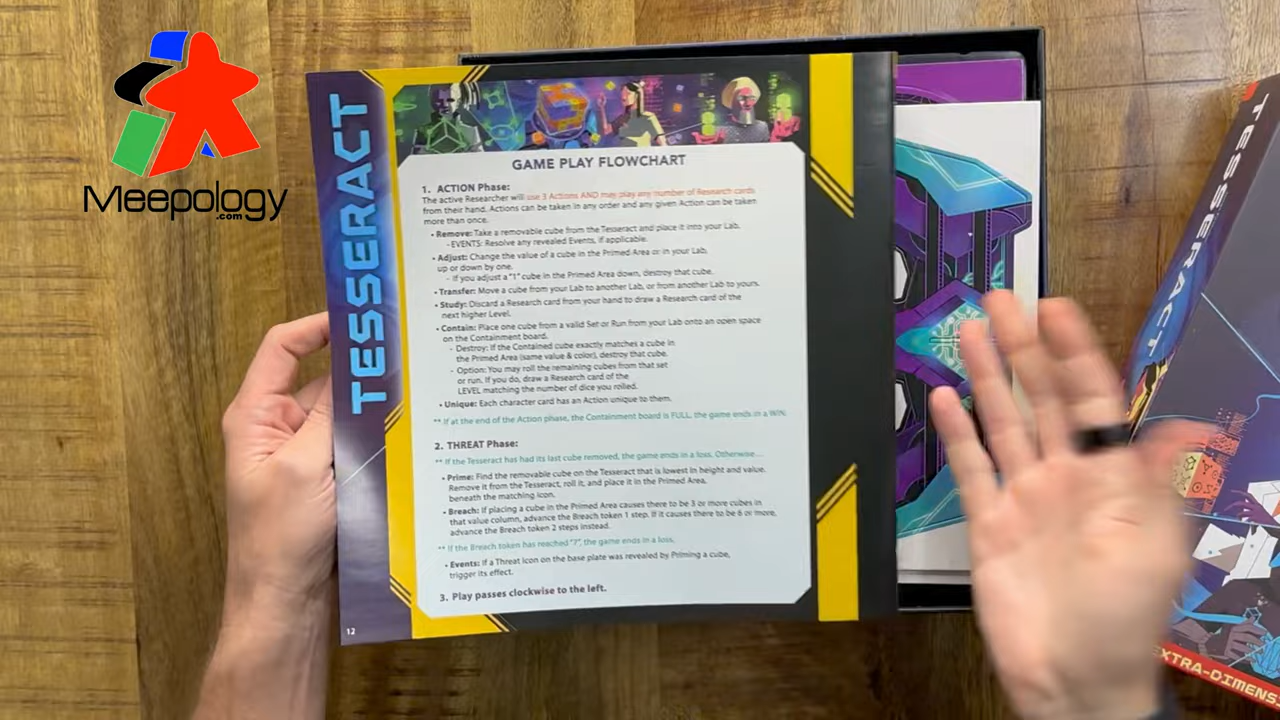 Meepology
.com
TESSERACT
GAME PLAY FLOWCHART
1. ACTION Phase:
The active Researcher will use 3 Actions AND may play any number of Research cards
from their hand. Actions can be taken in any order and any given Action can be taken
more than once.
• Remove: Take a removable cube from the Tesseract and place it into your Lab.
- EVENTS: Resolve any revealed Events, if applicable.
• Adjust: Change the value of a cube in the Primed Area or in your Lab,
up or down by one.
- If you adjust a "1" cube in the Primed Area down, destroy that cube.
• Transfer: Move a cube from your Lab to another Lab, or from another Lab to yours.
• Study: Discard a Research card from your hand to draw a Research card of the
next higher Level.
• Contain: Place one cube from a valid Set or Run from your Lab onto an open space
on the Containment board.
- Destroy: If the Contained cube exactly matches a cube in
the Primed Area (same value & color), destroy that cube.
- Option: You may roll the remaining cubes from that set
or run. If you do, draw a Research card of the
LEVEL matching the number of dice you rolled.
• Unique: Each character card has an Action unique to them.
** If at the end of the Action phase, the Containment board is FULL, the game ends in a WIN.
2. THREAT Phase:
** If the Tesseract has had its last cube removed, the game ends in a loss. Otherwise...
• Prime: Find the removable cube on the Tesseract that is lowest in height and value.
Remove it from the Tesseract, roll it, and place it in the Primed Area,
beneath the matching icon.
• Breach: If placing a cube in the Primed Area causes there to be 3 or more cubes in
that value column, advance the Breach token 1 step. If it causes there to be 6 or more,
advance the Breach token 2 steps instead.
** If the Breach token has reached "7", the game ends in a loss.
• Events: If a Threat icon on the base plate was revealed by Priming a cube,
trigger its effect.
3. Play passes clockwise to the left.
12
TESSERACT
EXTRA-DIMENS